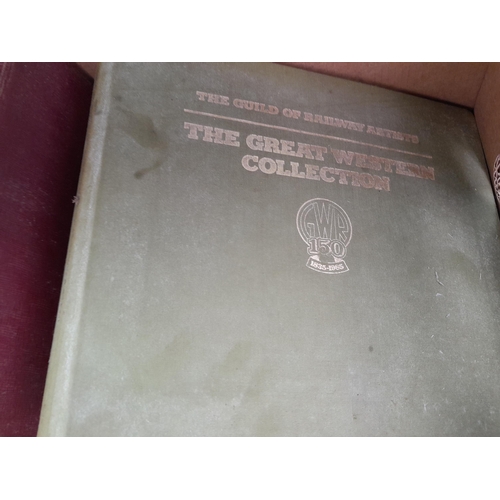 THE GUILD OF RAILWAY ARTISTS
THE GREAT WESTERN
COLLECTION
GWR
150
1835-1985